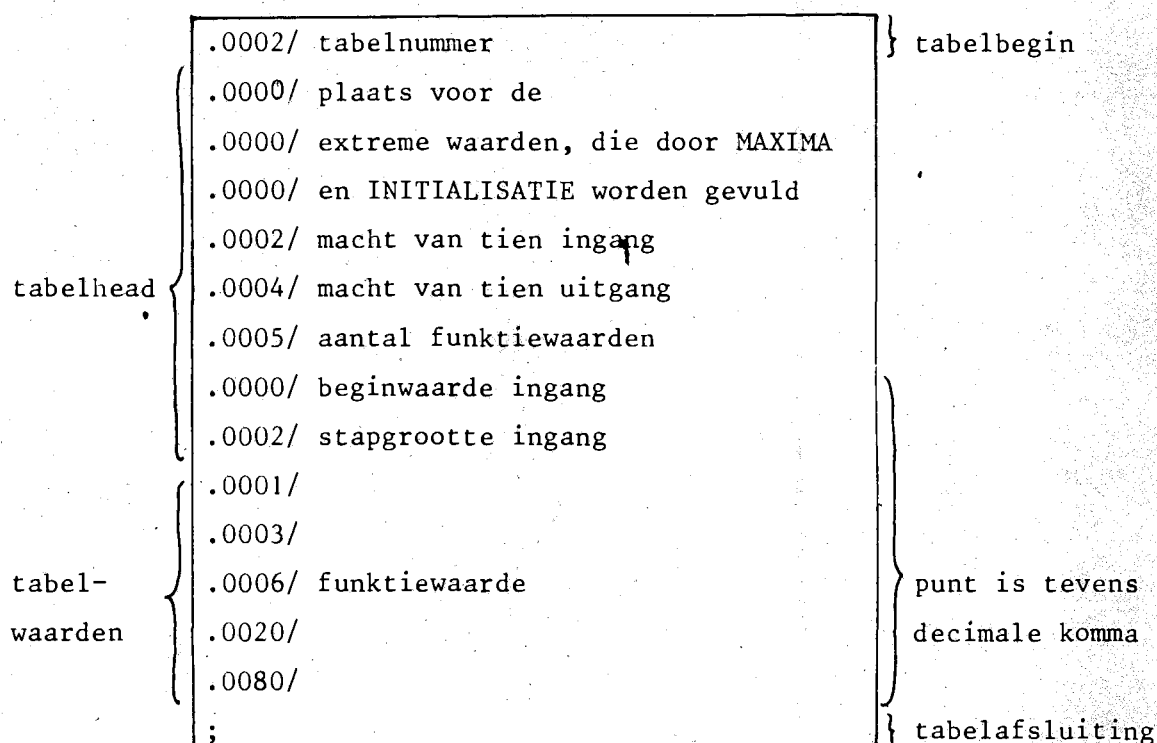 .0002/ tabelnummer } tabelbegin
.0000/ plaats voor de
.0000/ extreme waarden, die door MAXIMA
.0000/ en INITIALISATIE worden gevuld
.0002/ macht van tien ingang
tabelhead { .0004/ macht van tien uitgang
.0005/ aantal funktiewaarden
.0000/ beginwaarde ingang
.0002/ stapgrootte ingang
.0001/
.0003/
tabel- .0006/ funktiewaarde punt is tevens
waarden .0020/ decimale komma
.0080/
; } tabelafsluiting